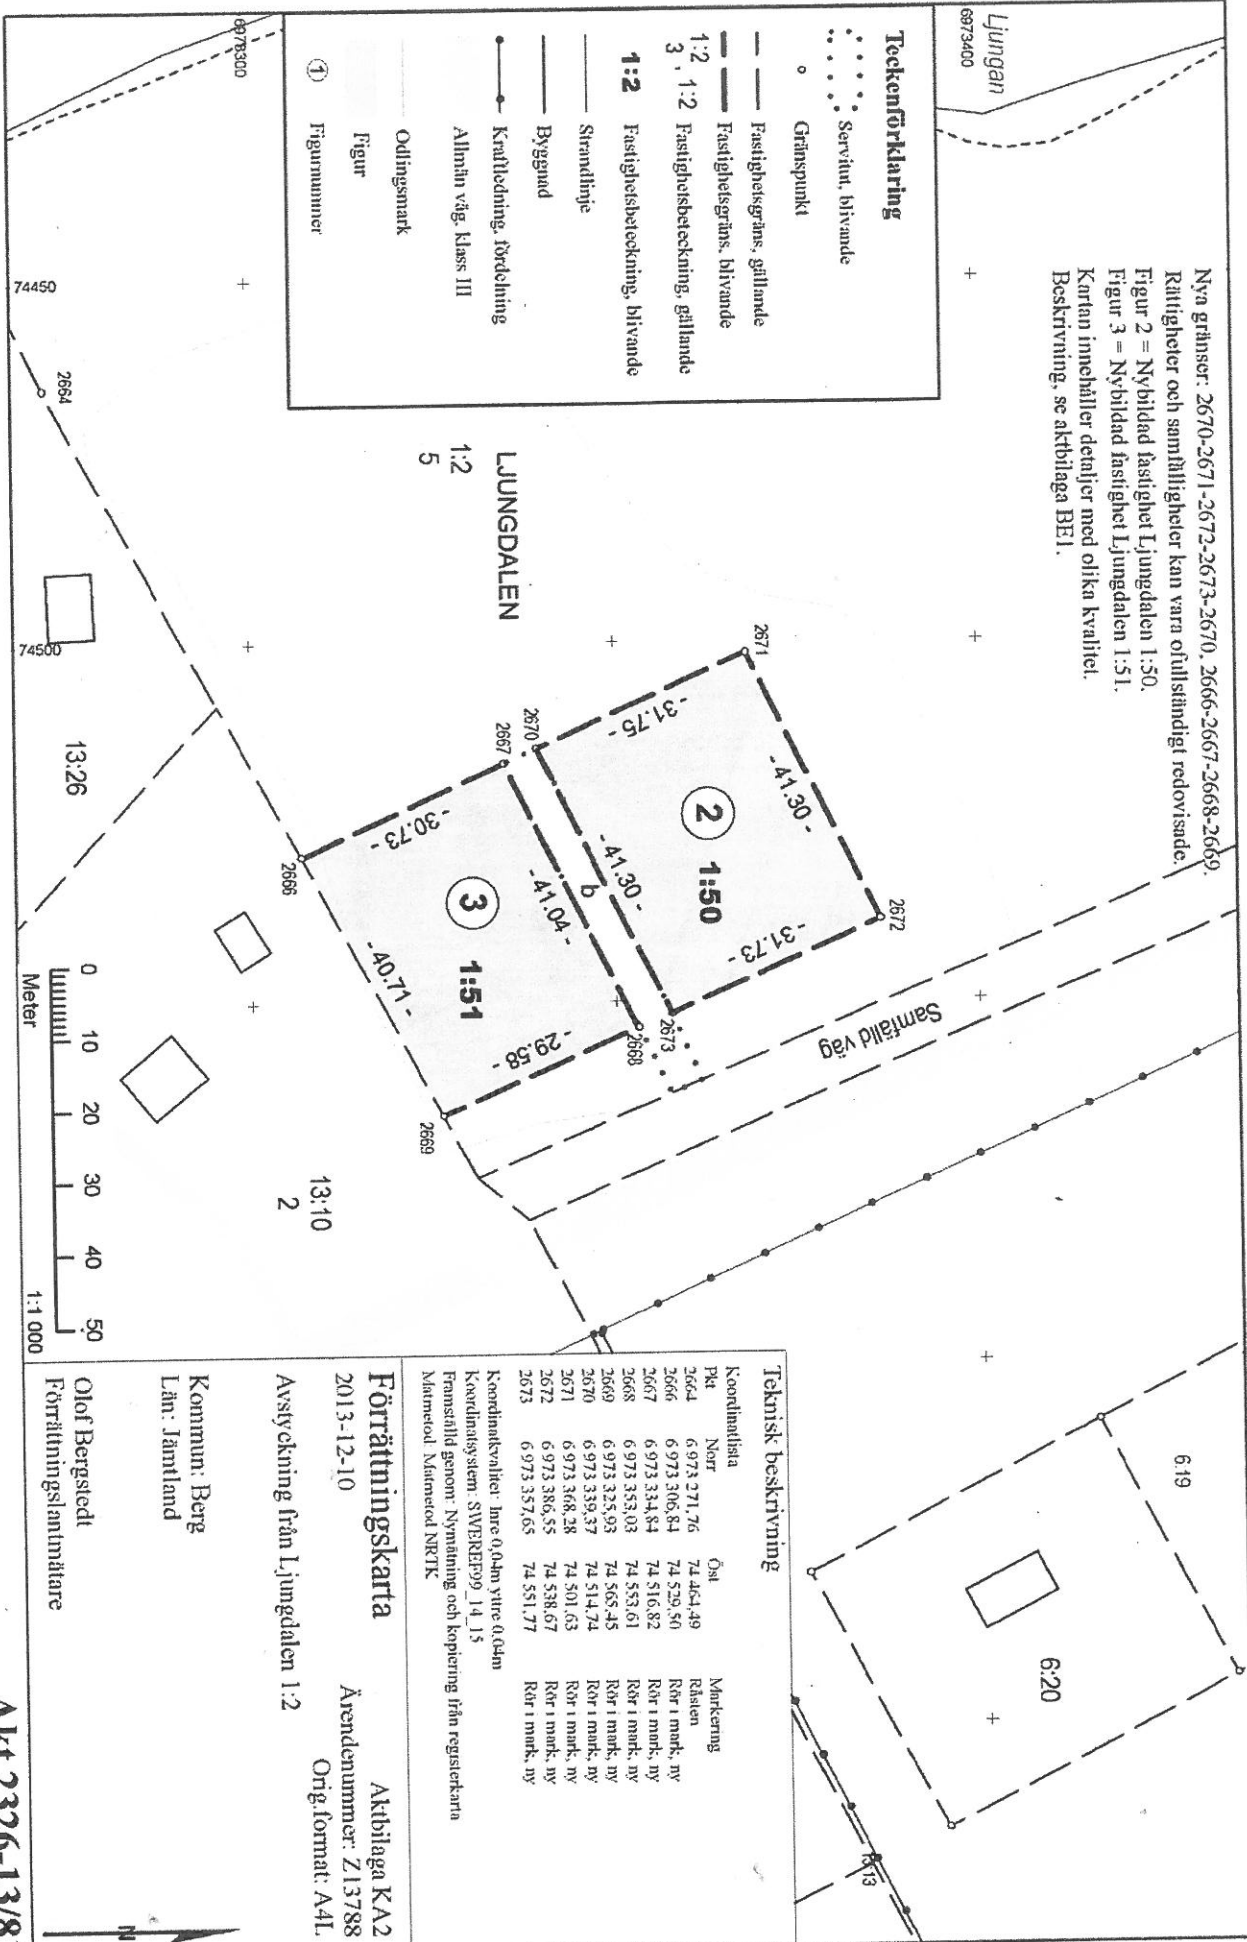 Nya gränser: 2670-2671-2672-2673-2670, 2666-2667-2668-2669.
Rättigheter och samfälligheter kan vara ofullständigt redovisade.
Figur 2 = Nybildad fastighet Ljungdalen 1:50.
Figur 3 = Nybildad fastighet Ljungdalen 1:51.
Kartan innehåller detaljer med olika kvalitet.
Beskrivning, se aktbilaga BE1.
Ljungan
6973400
Teckenförklaring
Servitut, blivande
Gränspunkt
Fastighetsgräns, gällande
Fastighetsgräns, blivande
1:2
3 , 1:2 Fastighetsbeteckning, gällande
1:2 Fastighetsbeteckning, blivande
Strandlinje
Byggnad
Kraftledning, fördelning
Allmän väg, klass III
Odlingsmark
Figur
1 Figurnummer
6973300
74450
74500
2664
LJUNGDALEN
1:2
5
2671
2672
- 41.30 -
- 31.75 -
2 1:50
- 31.73 -
2670
- 41.30 -
2673
b
2667
- 41.04 -
2668
- 30.73 -
3 1:51
- 29.58 -
2666
- 40.71 -
2669
Samfälld väg
13:26
13:10
2
6:19
6:20
13:13
0 10 20 30 40 50
Meter
1:1 000
Teknisk beskrivning
Koordinatlista
Pkt Norr Öst Markering
2664 6 973 271,76 74 464,49 Råsten
2666 6 973 306,84 74 529,50 Rör i mark, ny
2667 6 973 334,84 74 516,82 Rör i mark, ny
2668 6 973 353,03 74 553,61 Rör i mark, ny
2669 6 973 325,93 74 565,45 Rör i mark, ny
2670 6 973 339,37 74 514,74 Rör i mark, ny
2671 6 973 368,28 74 501,63 Rör i mark, ny
2672 6 973 386,55 74 538,67 Rör i mark, ny
2673 6 973 357,65 74 551,77 Rör i mark, ny
Koordinatkvalitet: Inre 0,04m yttre 0,04m
Koordinatsystem: SWEREF99_14_15
Framställd genom: Nymätning och kopiering från registerkarta
Mätmetod: Mätmetod NRTK
Förrättningskarta
Aktbilaga KA2
2013-12-10
Ärendenummer: Z13788
Orig.format: A4L
Avstyckning från Ljungdalen 1:2
Kommun: Berg
Län: Jämtland
Olof Bergstedt
Förrättningslantmätare
N
Akt 2326-13/8